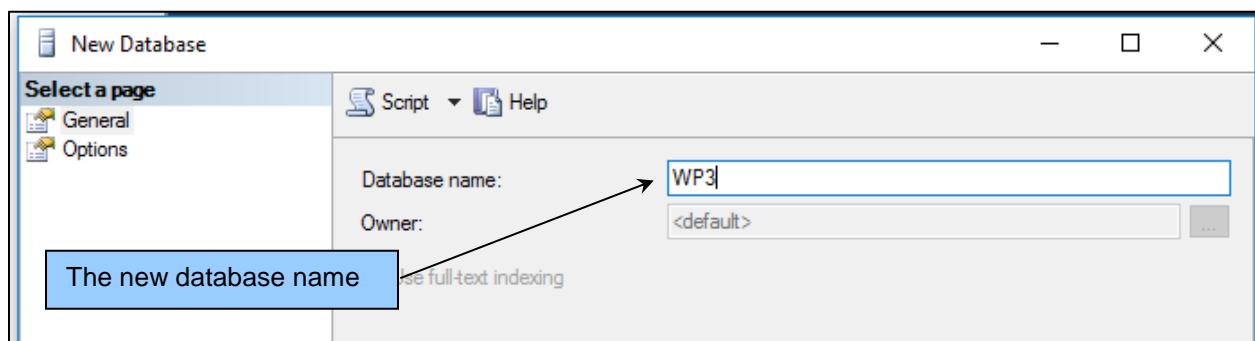 New Database
Select a page
General
Options
Script
Help
Database name:
WP3
Owner:
<default>
...
The new database name
full-text indexing